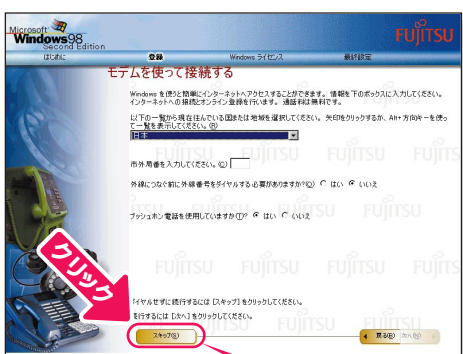 Microsoft
Windows98
Second Edition
FUJITSU
はじめに
登録
Windows ライセンス
最終設定
モデムを使って接続する
Windows を使うと簡単にインターネットへアクセスすることができます。情報を下のボックスに入力してください。
インターネットへの接続とオンライン登録を行います。通話料は無料です。
以下の一覧から現在住んでいる国または地域を選択してください。矢印をクリックするか、Alt+方向キーを使っ
て一覧を表示してください。(R)
日本
市外局番を入力してください。(C)
外線につなぐ前に外線番号をダイヤルする必要がありますか?(O) はい いいえ
プッシュホン電話を使用していますか(T)? はい いいえ
イヤルせずに続行するには [スキップ] をクリックしてください。
続行するには [次へ] をクリックしてください。
クリック
スキップ(S)
戻る(B)
次へ(N)